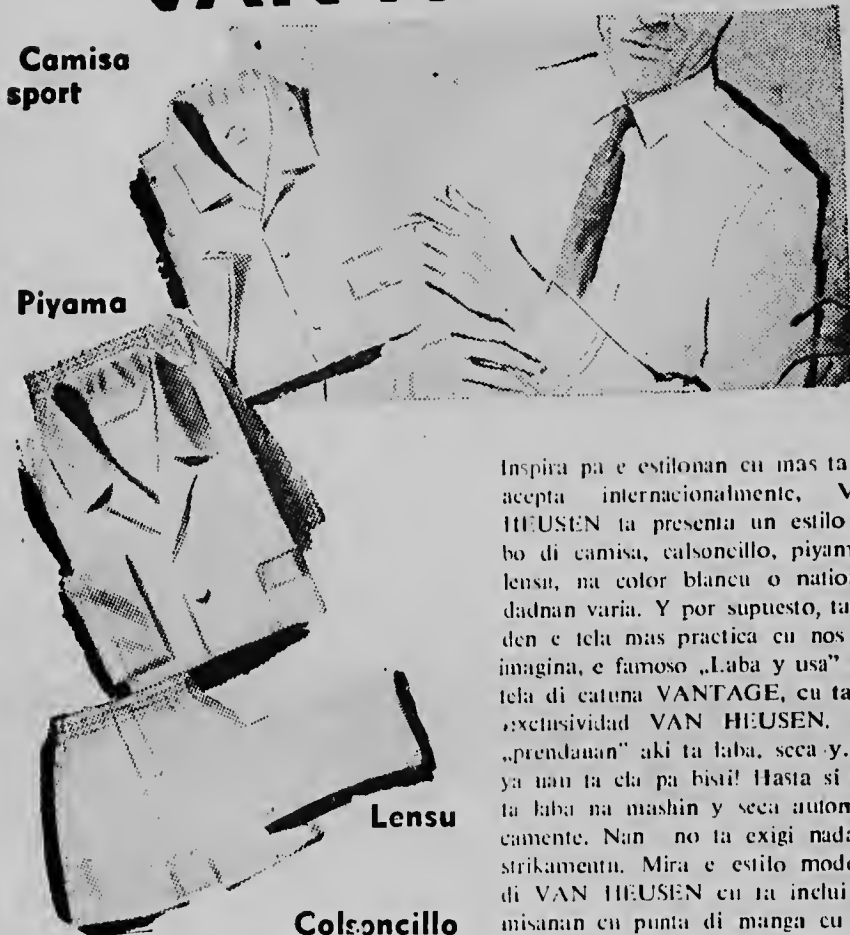 VAN
Camisa
sport
Piyama
Lensu
Colsoncillo
Inspira pa e estilonan cu mas ta
acepta internacionalmente, V
HEUSEN ta presenta un estilo
bo di camisa, calsoncillo, piyam
lensu, na color blancu o natio
dadnan varia. Y por supuesto, ta
den e tela mas practica cu nos
imagina, e famoso „Laba y usa”
tela di catuna VANTAGE, cu ta
exclusividad VAN HEUSEN.
„prendanan” aki ta laba, seca y.
ya nan ta cla pa bisti! Hasta si
ta laba na mashin y seca autom
camente. Nan no ta exigi nada
strikamentu. Mira e estilo mode
di VAN HEUSEN cu ta inclui
misanan cu punta di manga cu